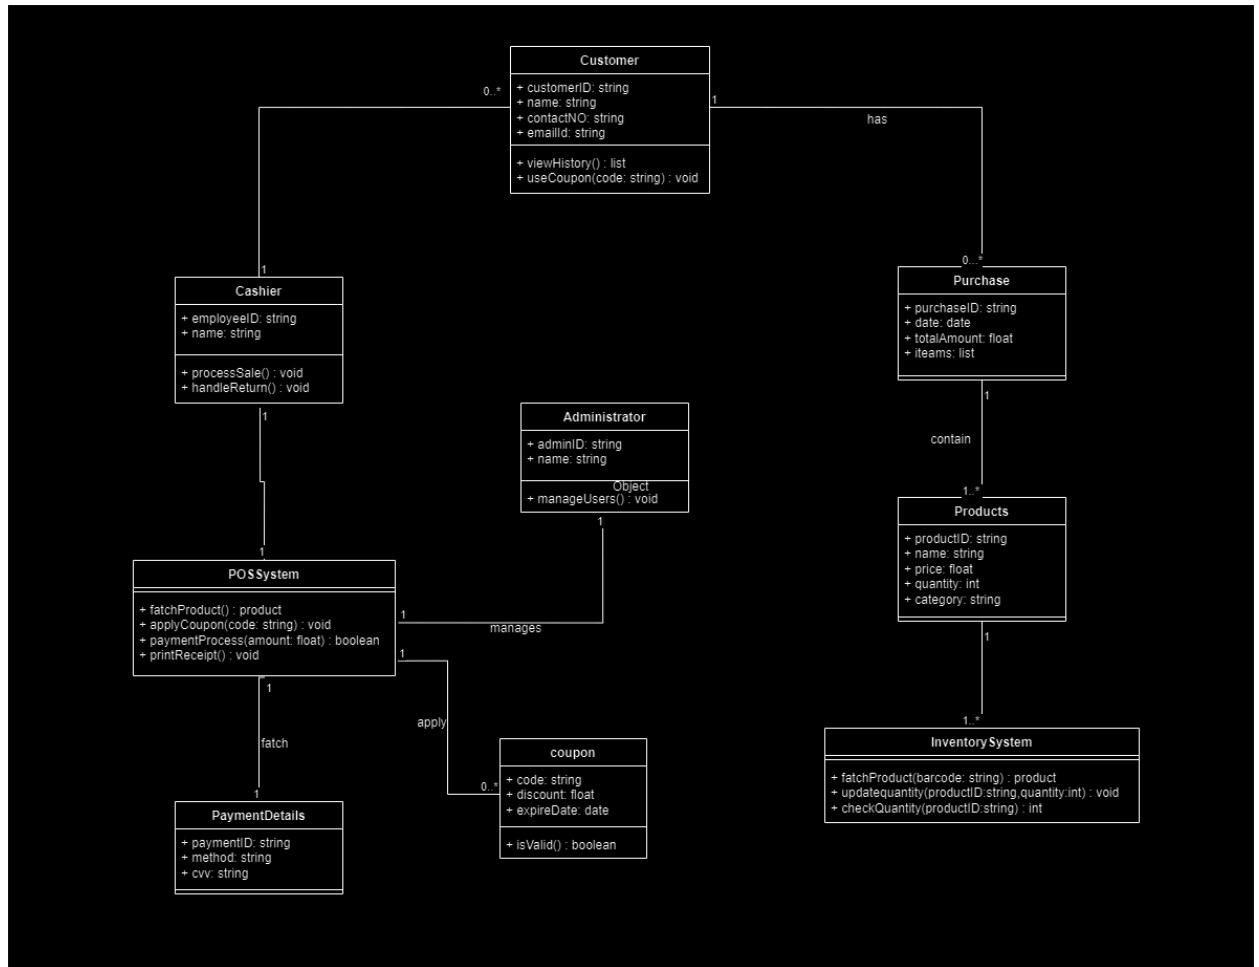 Customer
+ customerID: string
+ name: string
+ contactNO: string
+ emailId: string
+ viewHistory() : list
+ useCoupon(code: string) : void
0..*
1
has
1
Cashier
+ employeeID: string
+ name: string
+ processSale() : void
+ handleReturn() : void
1
0...*
Purchase
+ purchaseID: string
+ date: date
+ totalAmount: float
+ iteams: list
1
contain
Administrator
+ adminID: string
+ name: string
Object
+ manageUsers() : void
1
1..*
Products
+ productID: string
+ name: string
+ price: float
+ quantity: int
+ category: string
1
1
POSSystem
+ fatchProduct() : product
+ applyCoupon(code: string) : void
+ paymentProcess(amount: float) : boolean
+ printReceipt() : void
1
manages
1
apply
1
fatch
1
0..*
coupon
+ code: string
+ discount: float
+ expireDate: date
+ isValid() : boolean
1..*
InventorySystem
+ fatchProduct(barcode: string) : product
+ updatequantity(productID:string,quantity:int) : void
+ checkQuantity(productID:string) : int
PaymentDetails
+ paymentID: string
+ method: string
+ cvv: string